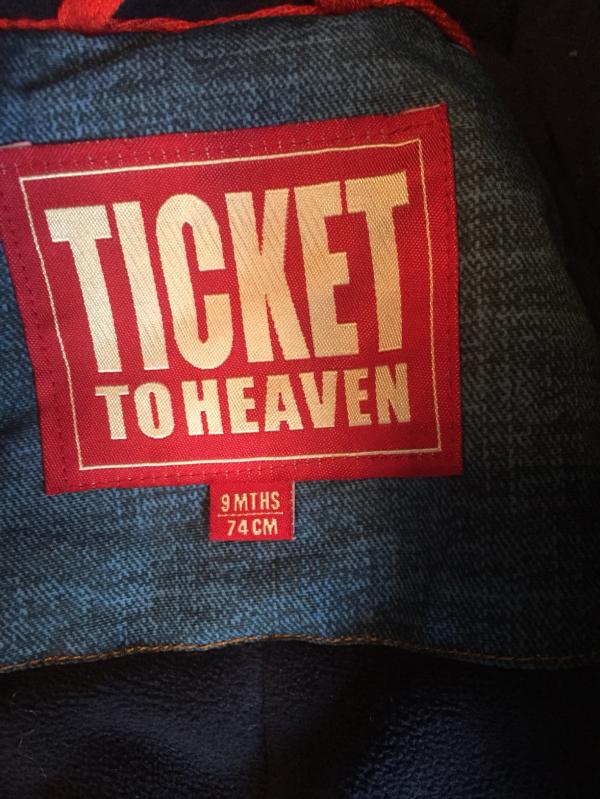 TICKET
TO HEAVEN
9 MTHS
74 CM